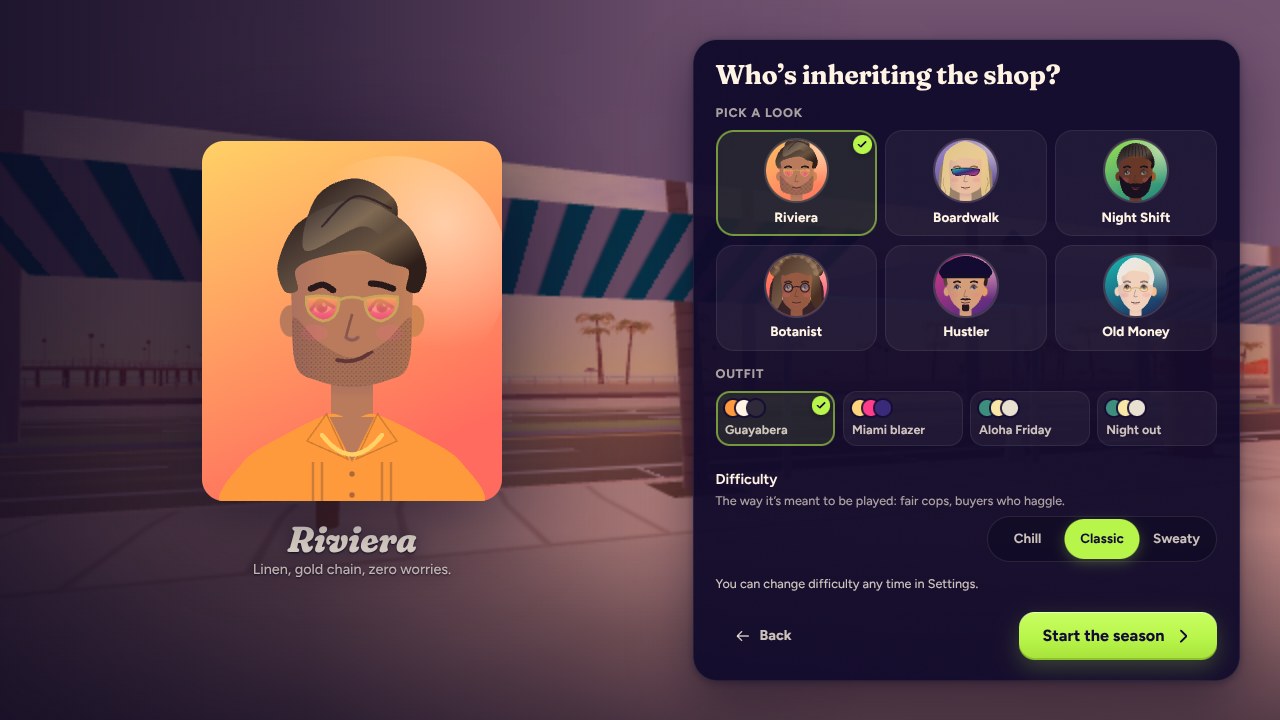 Who's inheriting the shop?
PICK A LOOK
Riviera
Boardwalk
Night Shift
Botanist
Hustler
Old Money
OUTFIT
Guayabera
Miami blazer
Aloha Friday
Night out
Difficulty
The way it's meant to be played: fair cops, buyers who haggle.
Chill
Classic
Sweaty
You can change difficulty any time in Settings.
Back
Start the season
Riviera
Linen, gold chain, zero worries.